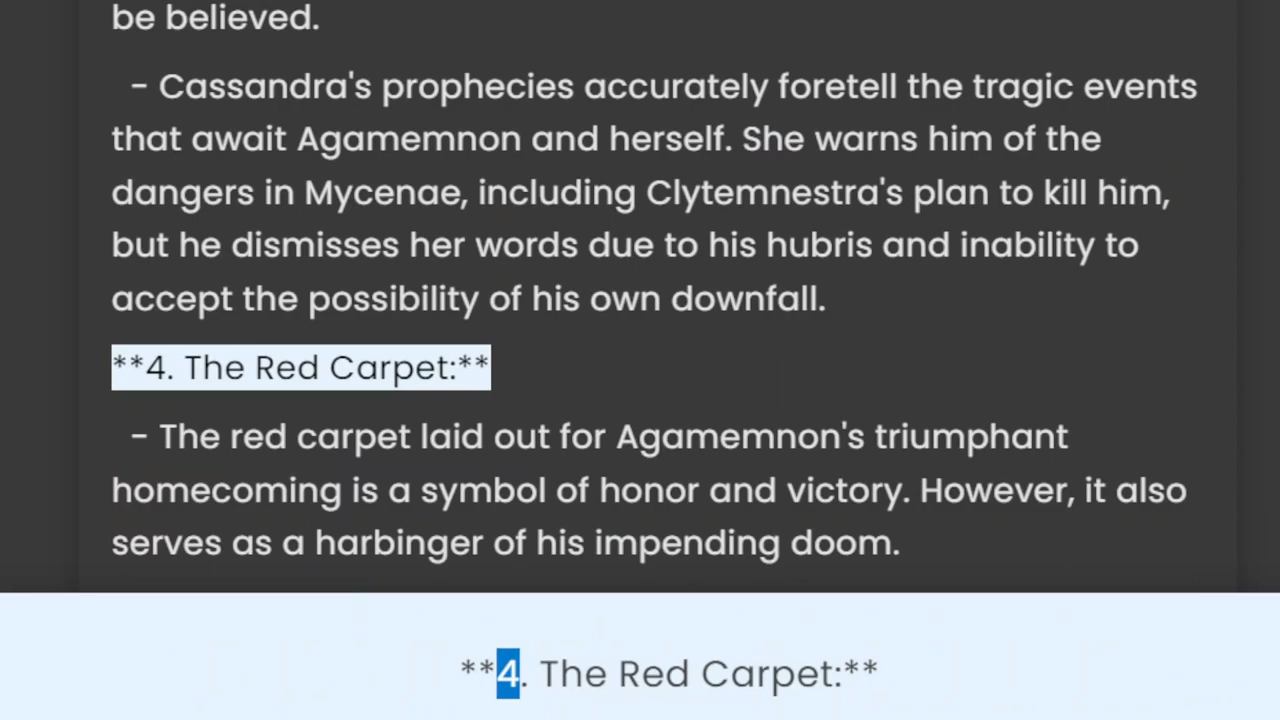 be believed.
- Cassandra's prophecies accurately foretell the tragic events
that await Agamemnon and herself. She warns him of the
dangers in Mycenae, including Clytemnestra's plan to kill him,
but he dismisses her words due to his hubris and inability to
accept the possibility of his own downfall.
**4. The Red Carpet:**
- The red carpet laid out for Agamemnon's triumphant
homecoming is a symbol of honor and victory. However, it also
serves as a harbinger of his impending doom.
**4. The Red Carpet:**